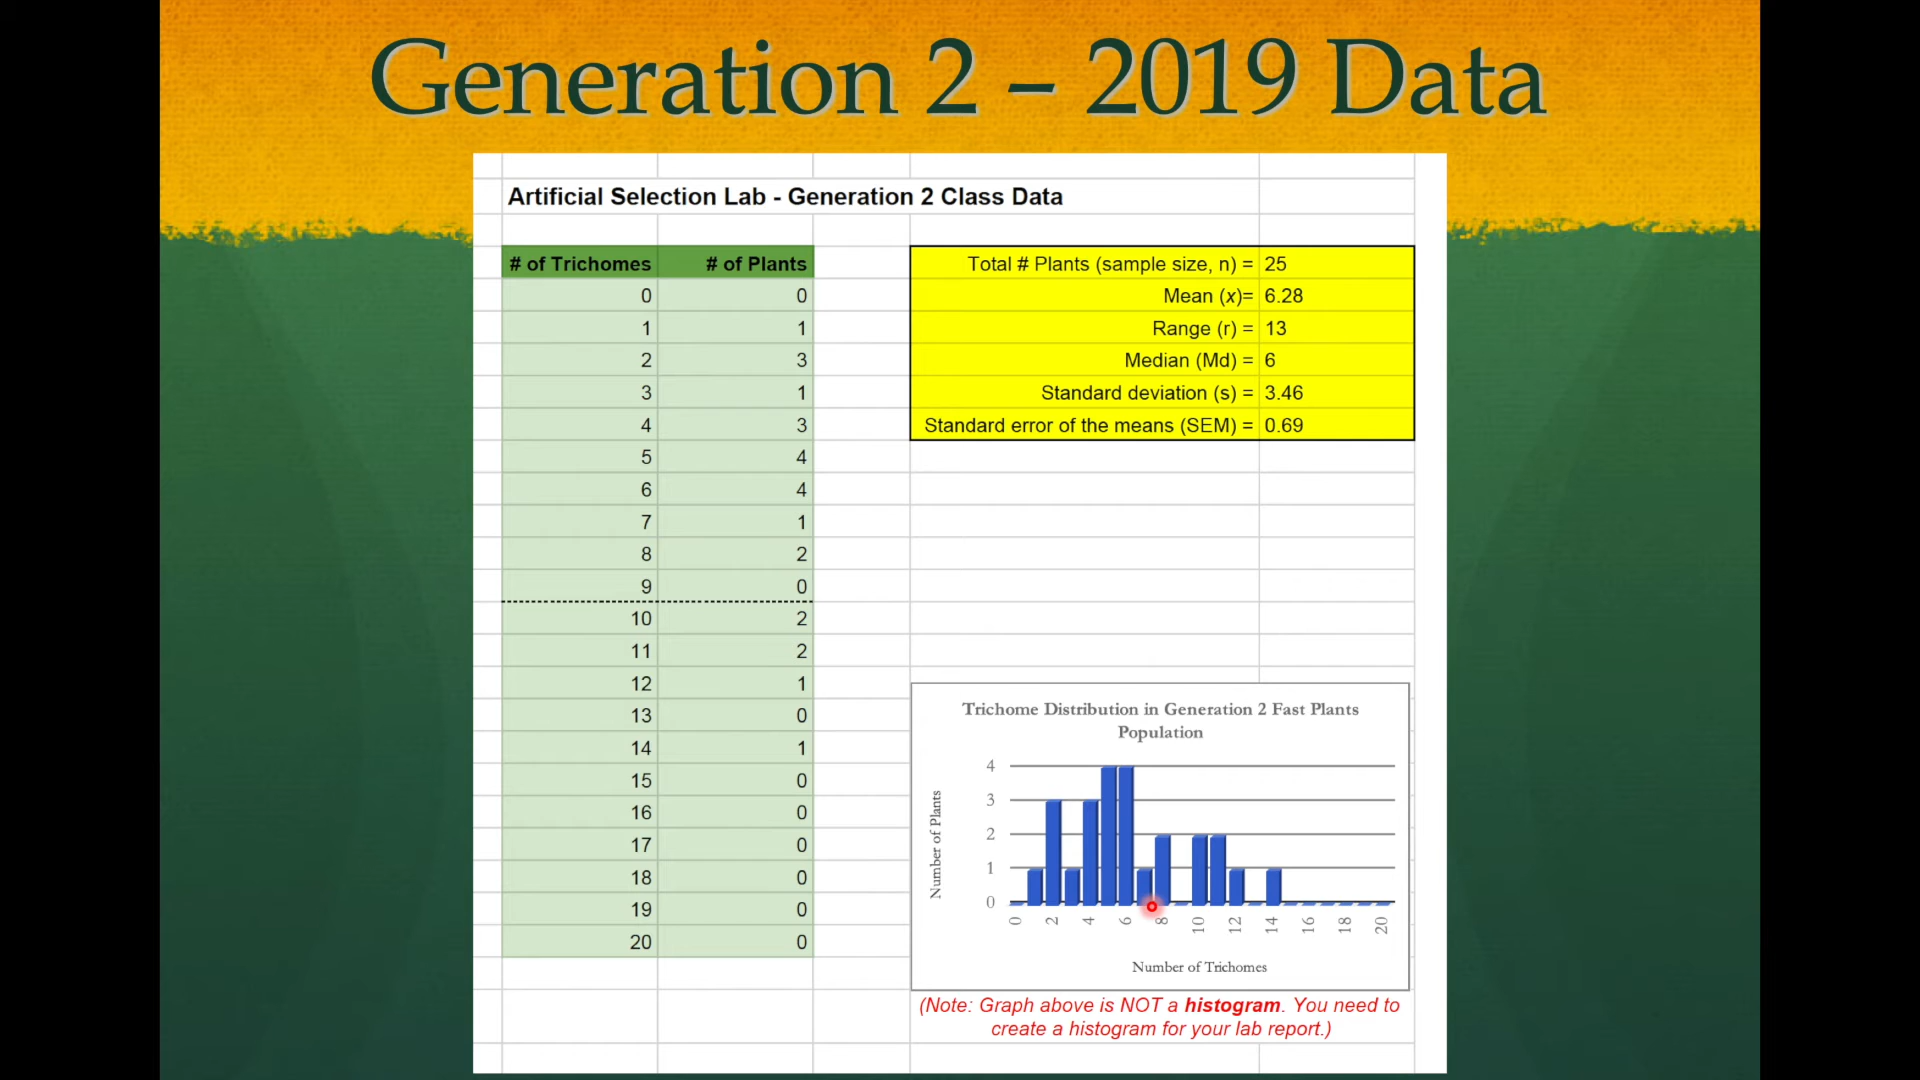 Generation 2 – 2019 Data
Artificial Selection Lab - Generation 2 Class Data
# of Trichomes # of Plants
0 0
1 1
2 3
3 1
4 3
5 4
6 4
7 1
8 2
9 0
10 2
11 2
12 1
13 0
14 1
15 0
16 0
17 0
18 0
19 0
20 0
Total # Plants (sample size, n) = 25
Mean (x)= 6.28
Range (r) = 13
Median (Md) = 6
Standard deviation (s) = 3.46
Standard error of the means (SEM) = 0.69
Trichome Distribution in Generation 2 Fast Plants
Population
Number of Plants
4
3
2
1
0
0 2 4 6 8 10 12 14 16 18 20
Number of Trichomes
(Note: Graph above is NOT a histogram. You need to
create a histogram for your lab report.)